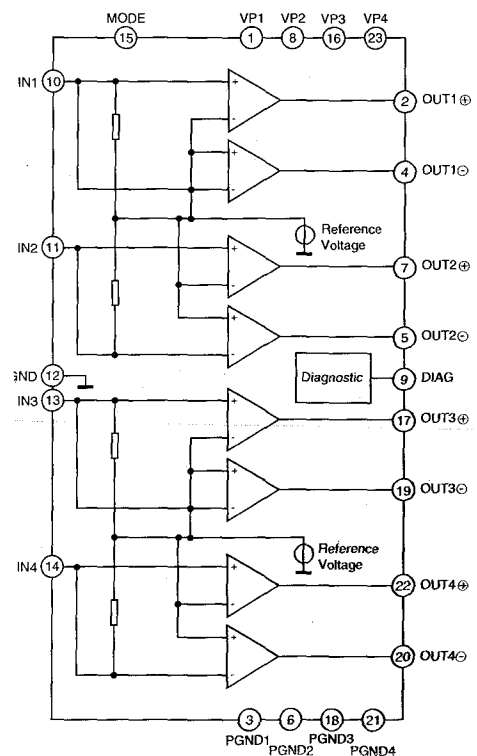 MODE VP1 VP2 VP3 VP4
15 1 8 16 23
IN1 10
+
-
2 OUT1⊕
+
-
4 OUT1⊖
Reference
Voltage
IN2 11
+
-
7 OUT2⊕
+
-
5 OUT2⊖
GND 12
Diagnostic
9 DIAG
IN3 13
+
-
17 OUT3⊕
+
-
19 OUT3⊖
Reference
Voltage
IN4 14
+
-
22 OUT4⊕
+
-
20 OUT4⊖
3 6 18 21
PGND1 PGND2 PGND3 PGND4